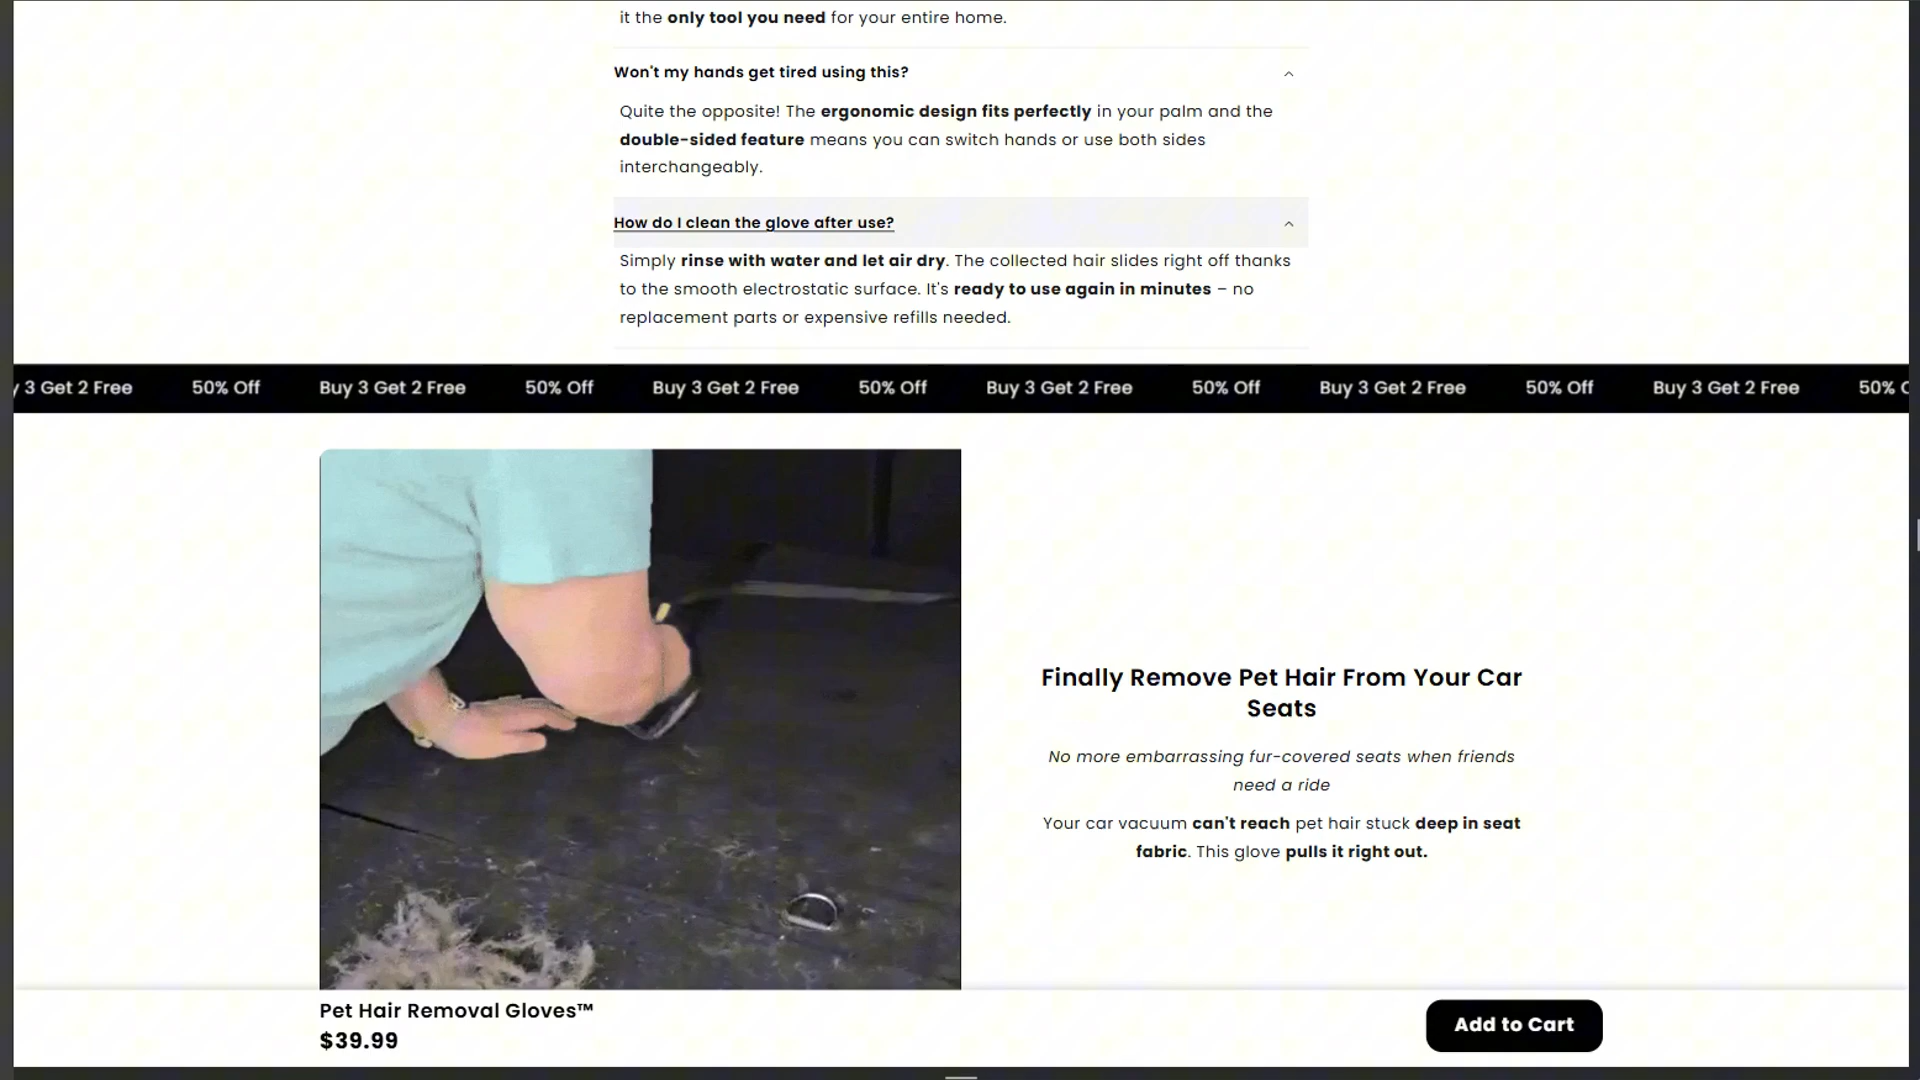 it the only tool you need for your entire home.
Won't my hands get tired using this?
Quite the opposite! The ergonomic design fits perfectly in your palm and the
double-sided feature means you can switch hands or use both sides
interchangeably.
How do I clean the glove after use?
Simply rinse with water and let air dry. The collected hair slides right off thanks
to the smooth electrostatic surface. It's ready to use again in minutes – no
replacement parts or expensive refills needed.
y 3 Get 2 Free 50% Off Buy 3 Get 2 Free 50% Off Buy 3 Get 2 Free 50% Off Buy 3 Get 2 Free 50% Off Buy 3 Get 2 Free 50% Off Buy 3 Get 2 Free 50% O
Finally Remove Pet Hair From Your Car
Seats
No more embarrassing fur-covered seats when friends
need a ride
Your car vacuum can't reach pet hair stuck deep in seat
fabric. This glove pulls it right out.
Pet Hair Removal Gloves™
$39.99
Add to Cart